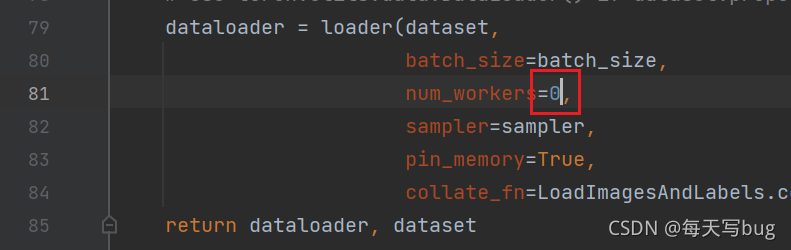 79 dataloader = loader(dataset,
80 batch_size=batch_size,
81 num_workers=0,
82 sampler=sampler,
83 pin_memory=True,
84 collate_fn=LoadImagesAndLabels.c
85 return dataloader, dataset
CSDN @每天写bug